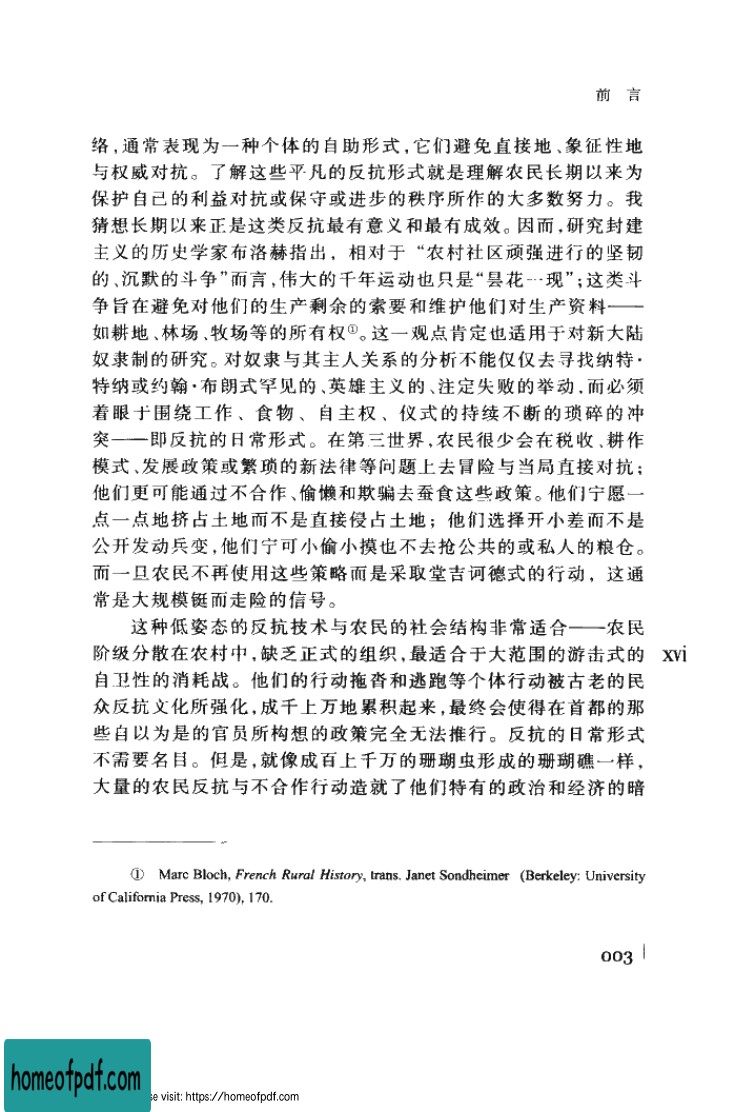 前 言
络,通常表现为一种个体的自助形式,它们避免直接地、象征性地
与权威对抗。了解这些平凡的反抗形式就是理解农民长期以来为
保护自己的利益对抗或保守或进步的秩序所作的大多数努力。我
猜想长期以来正是这类反抗最有意义和最有成效。因而,研究封建
主义的历史学家布洛赫指出, 相对于 “农村社区顽强进行的坚韧
的、沉默的斗争”而言,伟大的千年运动也只是“昙花一现”;这类斗
争旨在避免对他们的生产剩余的索要和维护他们对生产资料——
如耕地、林场、牧场等的所有权①。这一观点肯定也适用于对新大陆
奴隶制的研究。对奴隶与其主人关系的分析不能仅仅去寻找纳特·
特纳或约翰·布朗式罕见的、英雄主义的、注定失败的举动,而必须
着眼于围绕工作、食物、自主权、仪式的持续不断的琐碎的冲
突——即反抗的日常形式。在第三世界,农民很少会在税收、耕作
模式、发展政策或繁琐的新法律等问题上去冒险与当局直接对抗;
他们更可能通过不合作、偷懒和欺骗去蚕食这些政策。他们宁愿一
点一点地挤占土地而不是直接侵占土地; 他们选择开小差而不是
公开发动兵变,他们宁可小偷小摸也不去抢公共的或私人的粮仓。
而一旦农民不再使用这些策略而是采取堂吉诃德式的行动, 这通
常是大规模铤而走险的信号。
这种低姿态的反抗技术与农民的社会结构非常适合——农民
阶级分散在农村中,缺乏正式的组织,最适合于大范围的游击式的 xvi
自卫性的消耗战。他们的行动拖沓和逃跑等个体行动被古老的民
众反抗文化所强化,成千上万地累积起来,最终会使得在首都的那
些自以为是的官员所构想的政策完全无法推行。反抗的日常形式
不需要名目。但是,就像成百上千万的珊瑚虫形成的珊瑚礁一样,
大量的农民反抗与不合作行动造就了他们特有的政治和经济的暗
① Marc Bloch, French Rural History, trans. Janet Sondheimer (Berkeley: University
of California Press, 1970), 170.
003
homeofpdf.com
se visit: https://homeofpdf.com